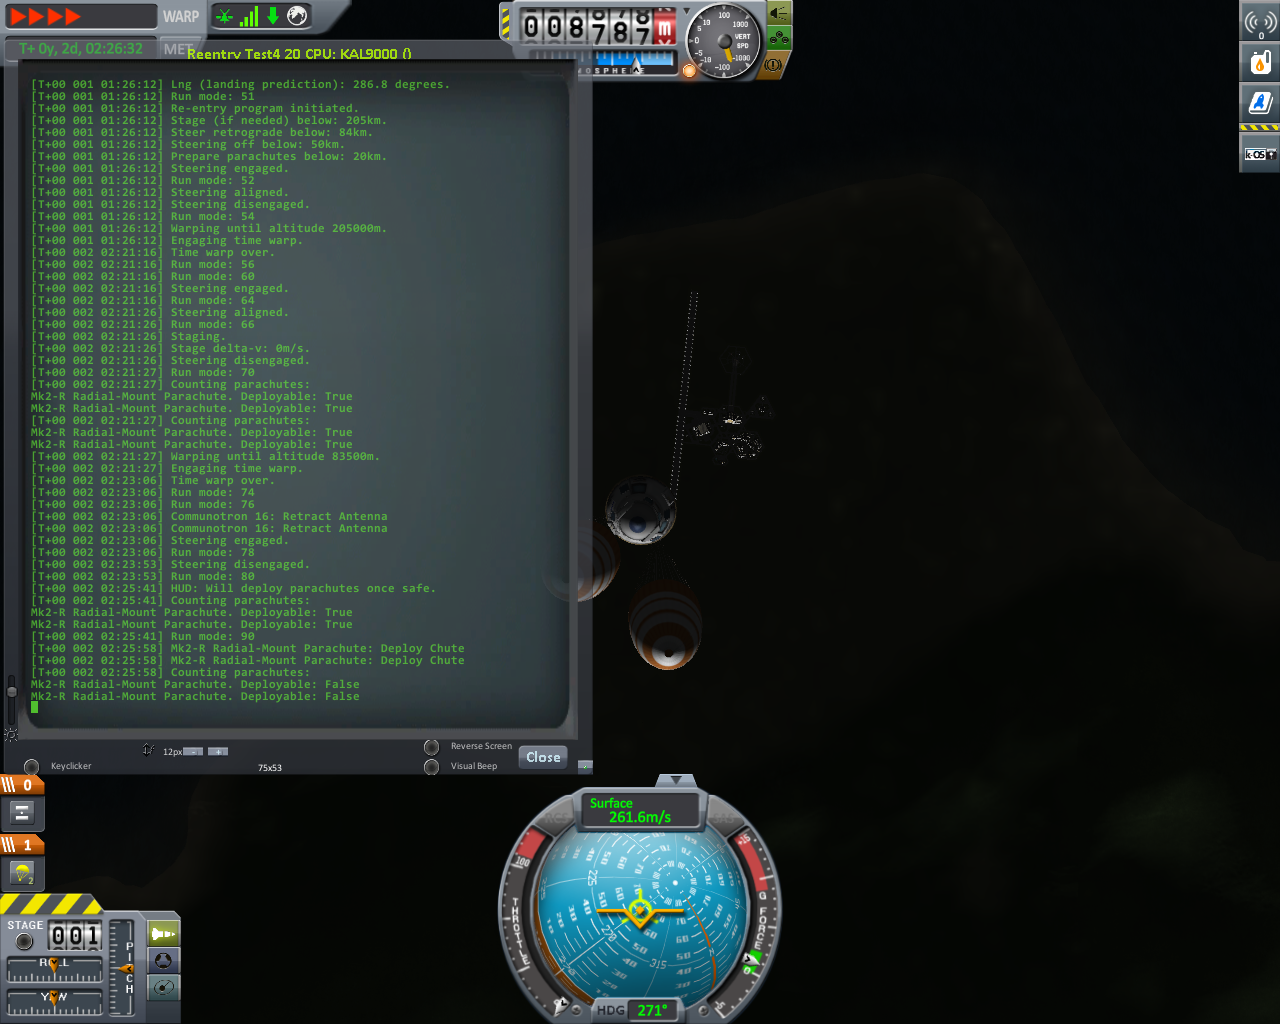 WARP
T+ 0y, 2d, 02:26:32
MET
Reentry Test4 20 CPU: KAL9000 ()
[T+00 001 01:26:12] Lng (landing prediction): 286.8 degrees.
[T+00 001 01:26:12] Run mode: 51
[T+00 001 01:26:12] Re-entry program initiated.
[T+00 001 01:26:12] Stage (if needed) below: 205km.
[T+00 001 01:26:12] Steer retrograde below: 84km.
[T+00 001 01:26:12] Steering off below: 50km.
[T+00 001 01:26:12] Prepare parachutes below: 20km.
[T+00 001 01:26:12] Steering engaged.
[T+00 001 01:26:12] Run mode: 52
[T+00 001 01:26:12] Steering aligned.
[T+00 001 01:26:12] Steering disengaged.
[T+00 001 01:26:12] Run mode: 54
[T+00 001 01:26:12] Warping until altitude 205000m.
[T+00 001 01:26:12] Engaging time warp.
[T+00 002 02:21:16] Time warp over.
[T+00 002 02:21:16] Run mode: 56
[T+00 002 02:21:16] Run mode: 60
[T+00 002 02:21:16] Steering engaged.
[T+00 002 02:21:16] Run mode: 64
[T+00 002 02:21:26] Steering aligned.
[T+00 002 02:21:26] Run mode: 66
[T+00 002 02:21:26] Staging.
[T+00 002 02:21:26] Stage delta-v: 0m/s.
[T+00 002 02:21:26] Steering disengaged.
[T+00 002 02:21:27] Run mode: 70
[T+00 002 02:21:27] Counting parachutes:
Mk2-R Radial-Mount Parachute. Deployable: True
Mk2-R Radial-Mount Parachute. Deployable: True
[T+00 002 02:21:27] Counting parachutes:
Mk2-R Radial-Mount Parachute. Deployable: True
Mk2-R Radial-Mount Parachute. Deployable: True
[T+00 002 02:21:27] Warping until altitude 83500m.
[T+00 002 02:21:27] Engaging time warp.
[T+00 002 02:23:06] Time warp over.
[T+00 002 02:23:06] Run mode: 74
[T+00 002 02:23:06] Run mode: 76
[T+00 002 02:23:06] Communotron 16: Retract Antenna
[T+00 002 02:23:06] Communotron 16: Retract Antenna
[T+00 002 02:23:06] Steering engaged.
[T+00 002 02:23:06] Run mode: 78
[T+00 002 02:23:53] Steering disengaged.
[T+00 002 02:23:53] Run mode: 80
[T+00 002 02:25:41] HUD: Will deploy parachutes once safe.
[T+00 002 02:25:41] Counting parachutes:
Mk2-R Radial-Mount Parachute. Deployable: True
Mk2-R Radial-Mount Parachute. Deployable: True
[T+00 002 02:25:41] Run mode: 90
[T+00 002 02:25:58] Mk2-R Radial-Mount Parachute: Deploy Chute
[T+00 002 02:25:58] Mk2-R Radial-Mount Parachute: Deploy Chute
[T+00 002 02:25:58] Counting parachutes:
Mk2-R Radial-Mount Parachute. Deployable: False
Mk2-R Radial-Mount Parachute. Deployable: False
12px - +
75x53
Keyclicker
Reverse Screen
Visual Beep
Close
008787 m
VERT SPD
0
k-OS
0
1
2
STAGE
001
ROLL
YAW
PITCH
Surface
261.6m/s
THROTTLE
G FORCE
HDG 271°